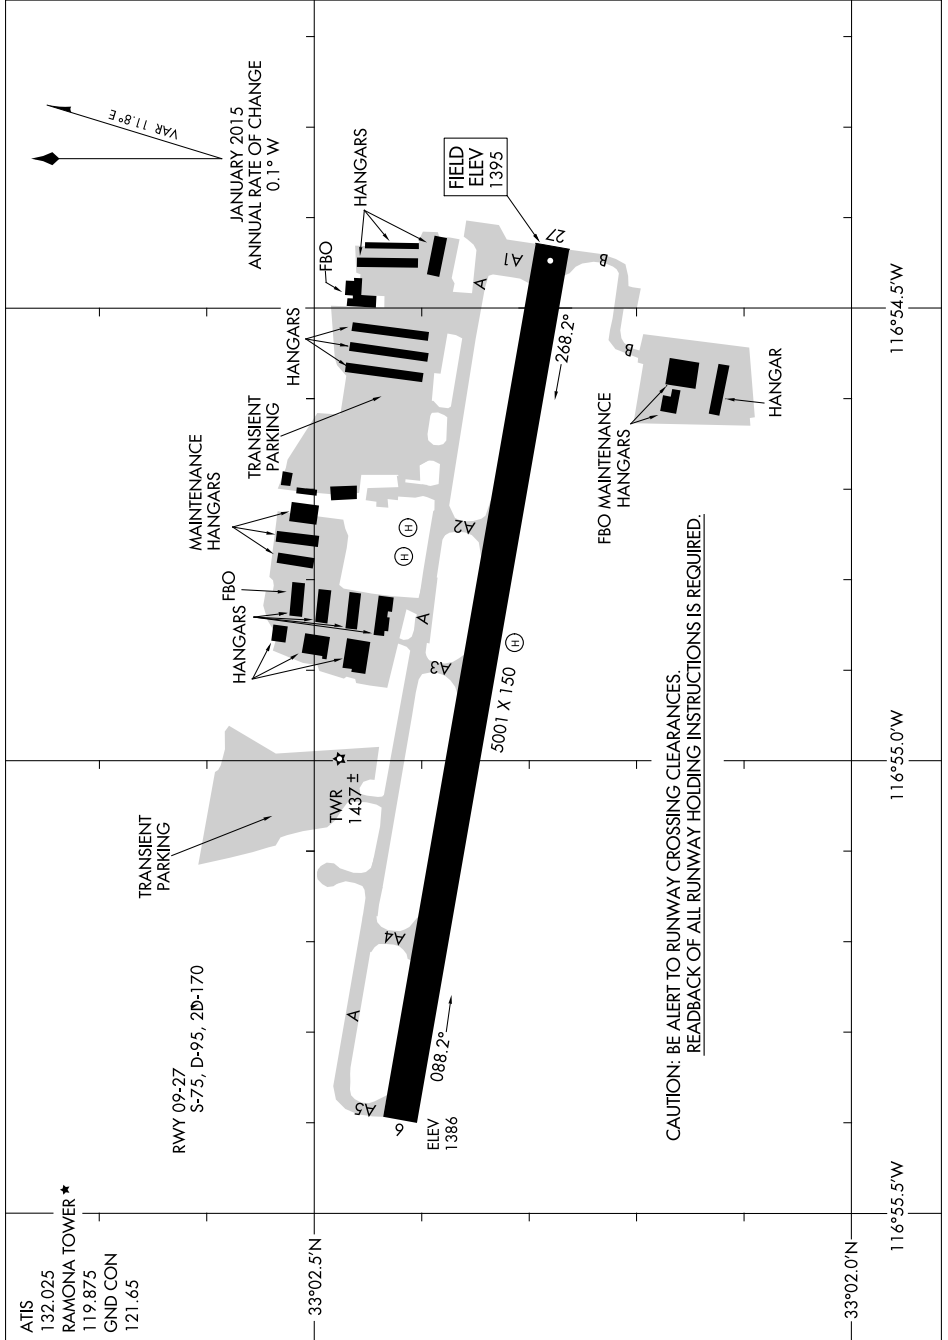 ATIS
132.025
RAMONA TOWER★
119.875
GND CON
121.65
RWY 09-27
S-75, D-95, 2D-170
TRANSIENT
PARKING
TWR
1437 ±
HANGARS
FBO
MAINTENANCE
HANGARS
TRANSIENT
PARKING
HANGARS
FBO
HANGARS
JANUARY 2015
ANNUAL RATE OF CHANGE
0.1° W
VAR 11.8° E
FIELD
ELEV
1395
A5
A
A4
A3
A
A2
A
A1
B
B
H
H
H
9
ELEV
1386
088.2°
5001 X 150
268.2°
27
FBO MAINTENANCE
HANGARS
HANGAR
CAUTION: BE ALERT TO RUNWAY CROSSING CLEARANCES.
READBACK OF ALL RUNWAY HOLDING INSTRUCTIONS IS REQUIRED.
33°02.5'N
33°02.0'N
116°55.5'W
116°55.0'W
116°54.5'W